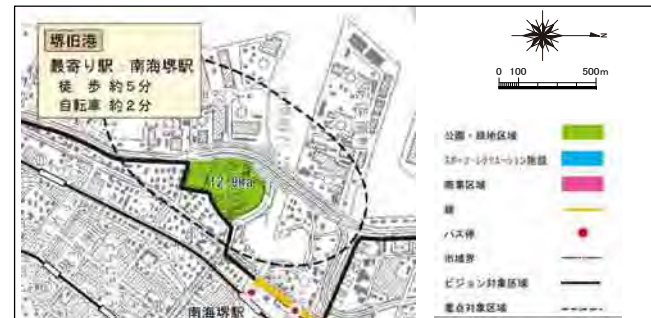 堺旧港
最寄り駅 南海堺駅
徒 歩 約5分
自転車 約2分
南海堺駅
N
0 100 500m
公園・緑地区域
スポーツ・レクリエーション施設
商業区域
駅
バス停
市域界
ビジョン対象区域
重点対象区域